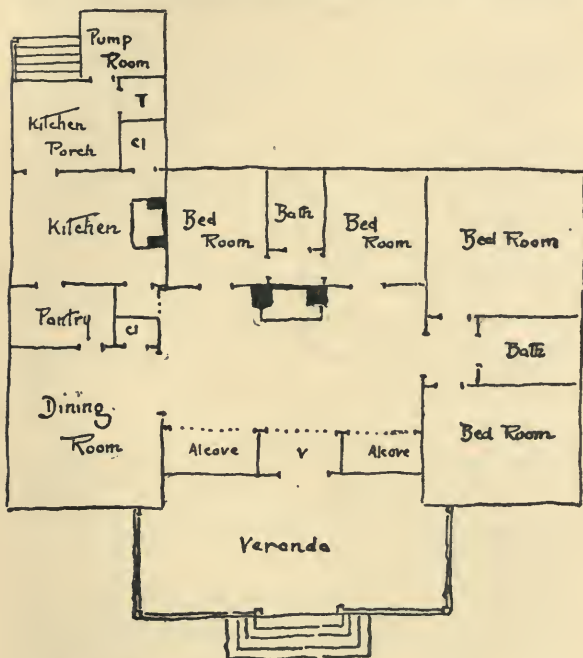 Pump
Room
T
Kitchen
Porch
Cl
Kitchen
Bed
Room
Bath
Bed
Room
Bed Room
Pantry
Cl
Bath
Dining
Room
Alcove
V
Alcove
Bed Room
Veranda